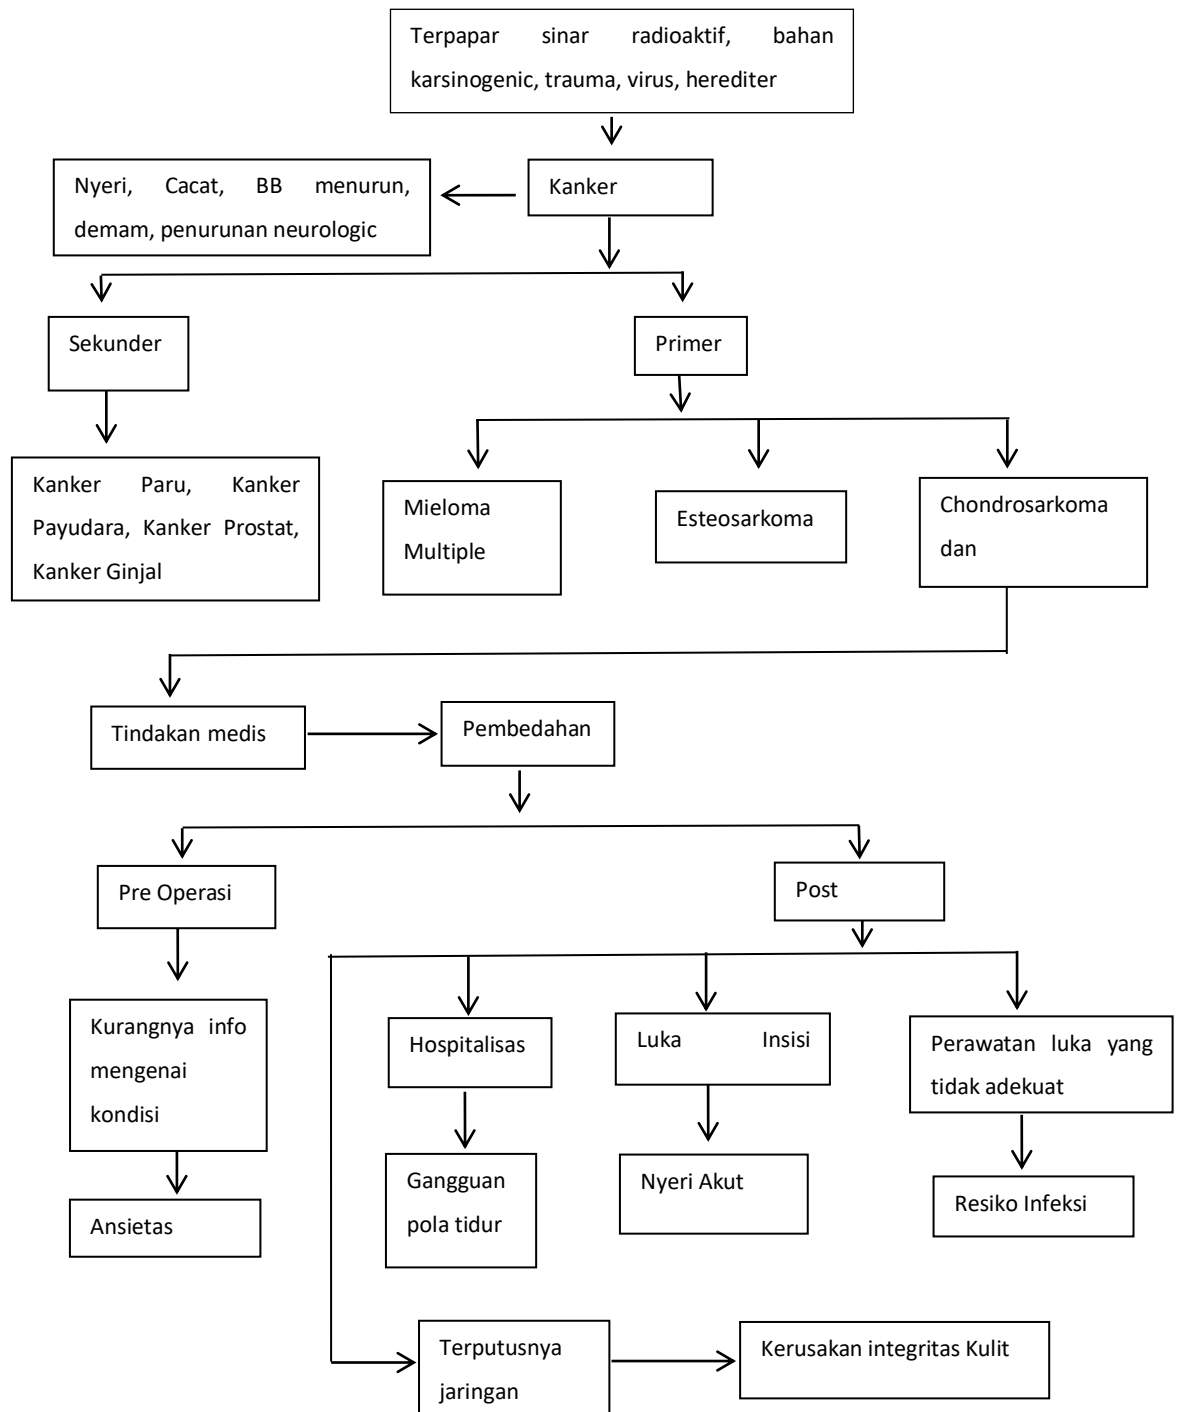 Terpapar sinar radioaktif, bahan
karsinogenic, trauma, virus, herediter
Nyeri, Cacat, BB menurun,
demam, penurunan neurologic
Kanker
Sekunder
Primer
Kanker Paru, Kanker
Payudara, Kanker Prostat,
Kanker Ginjal
Mieloma
Multiple
Esteosarkoma
Chondrosarkoma
dan
Tindakan medis
Pembedahan
Pre Operasi
Post
Kurangnya info
mengenai
kondisi
Ansietas
Hospitalisas
Gangguan
pola tidur
Luka Insisi
Nyeri Akut
Perawatan luka yang
tidak adekuat
Resiko Infeksi
Terputusnya
jaringan
Kerusakan integritas Kulit